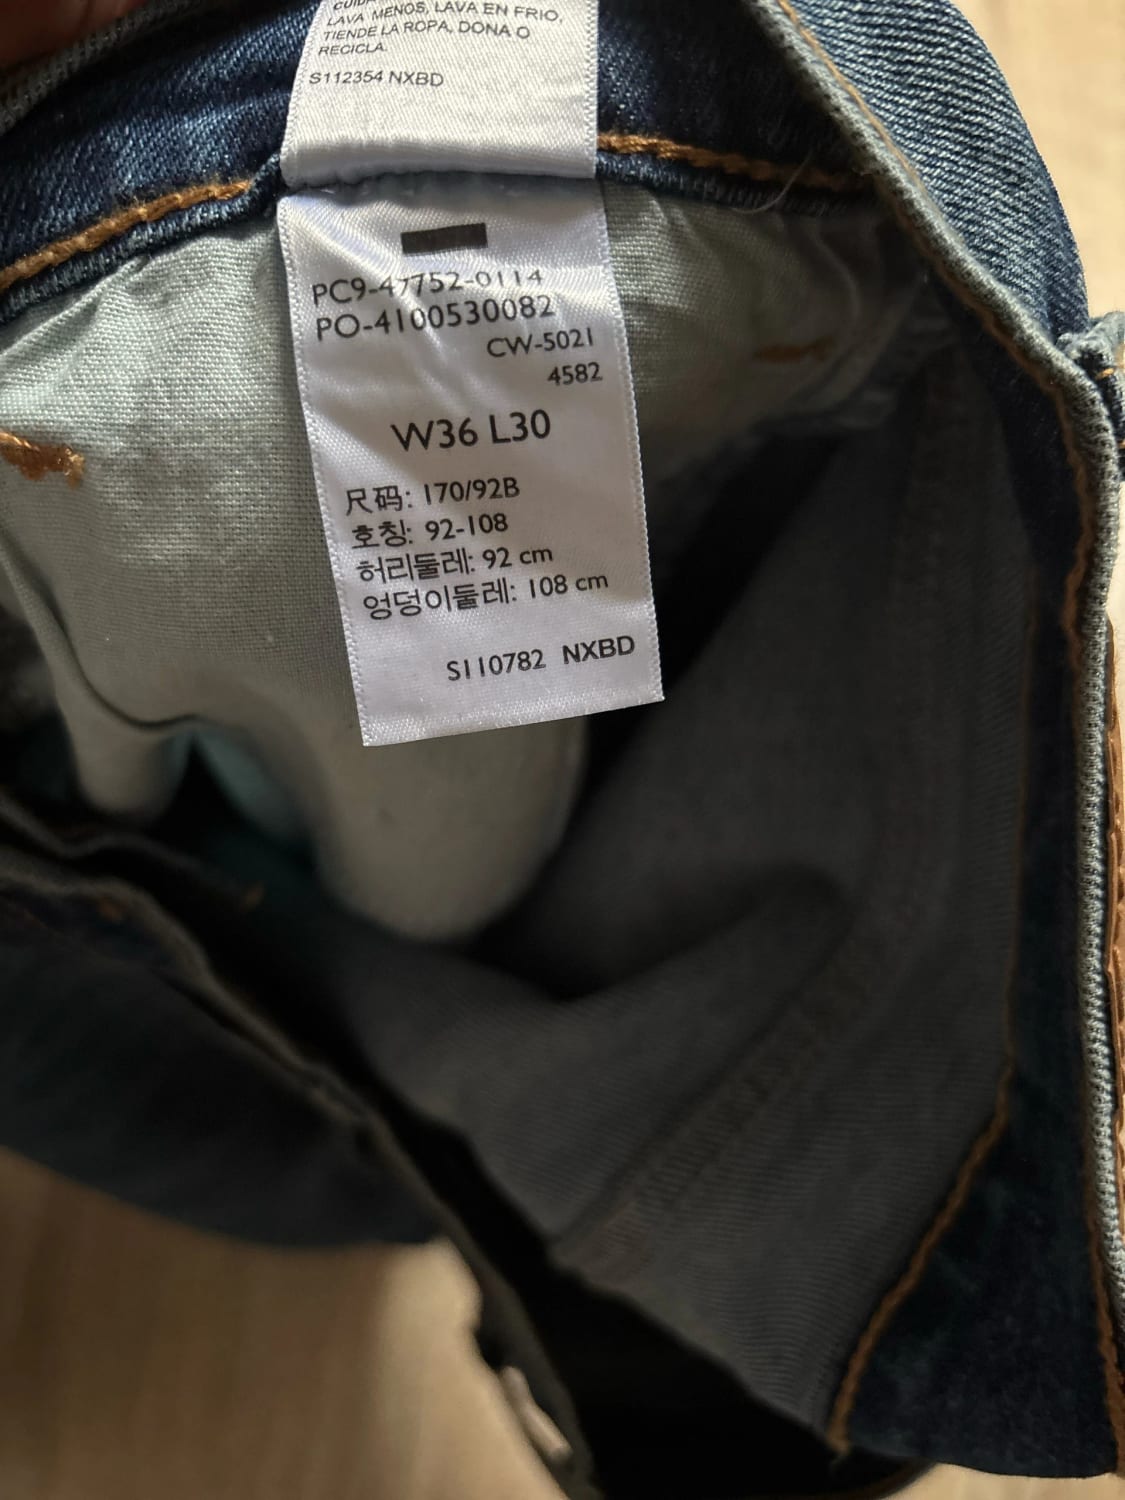 LAVA MENOS, LAVA EN FRIO,
TIENDE LA ROPA, DONA O
RECICLA.
S112354 NXBD
PC9-47752-0114
PO-4100530082
CW-5021
4582
W36 L30
尺码: 170/92B
호칭: 92-108
허리둘레: 92 cm
엉덩이둘레: 108 cm
S110782 NXBD